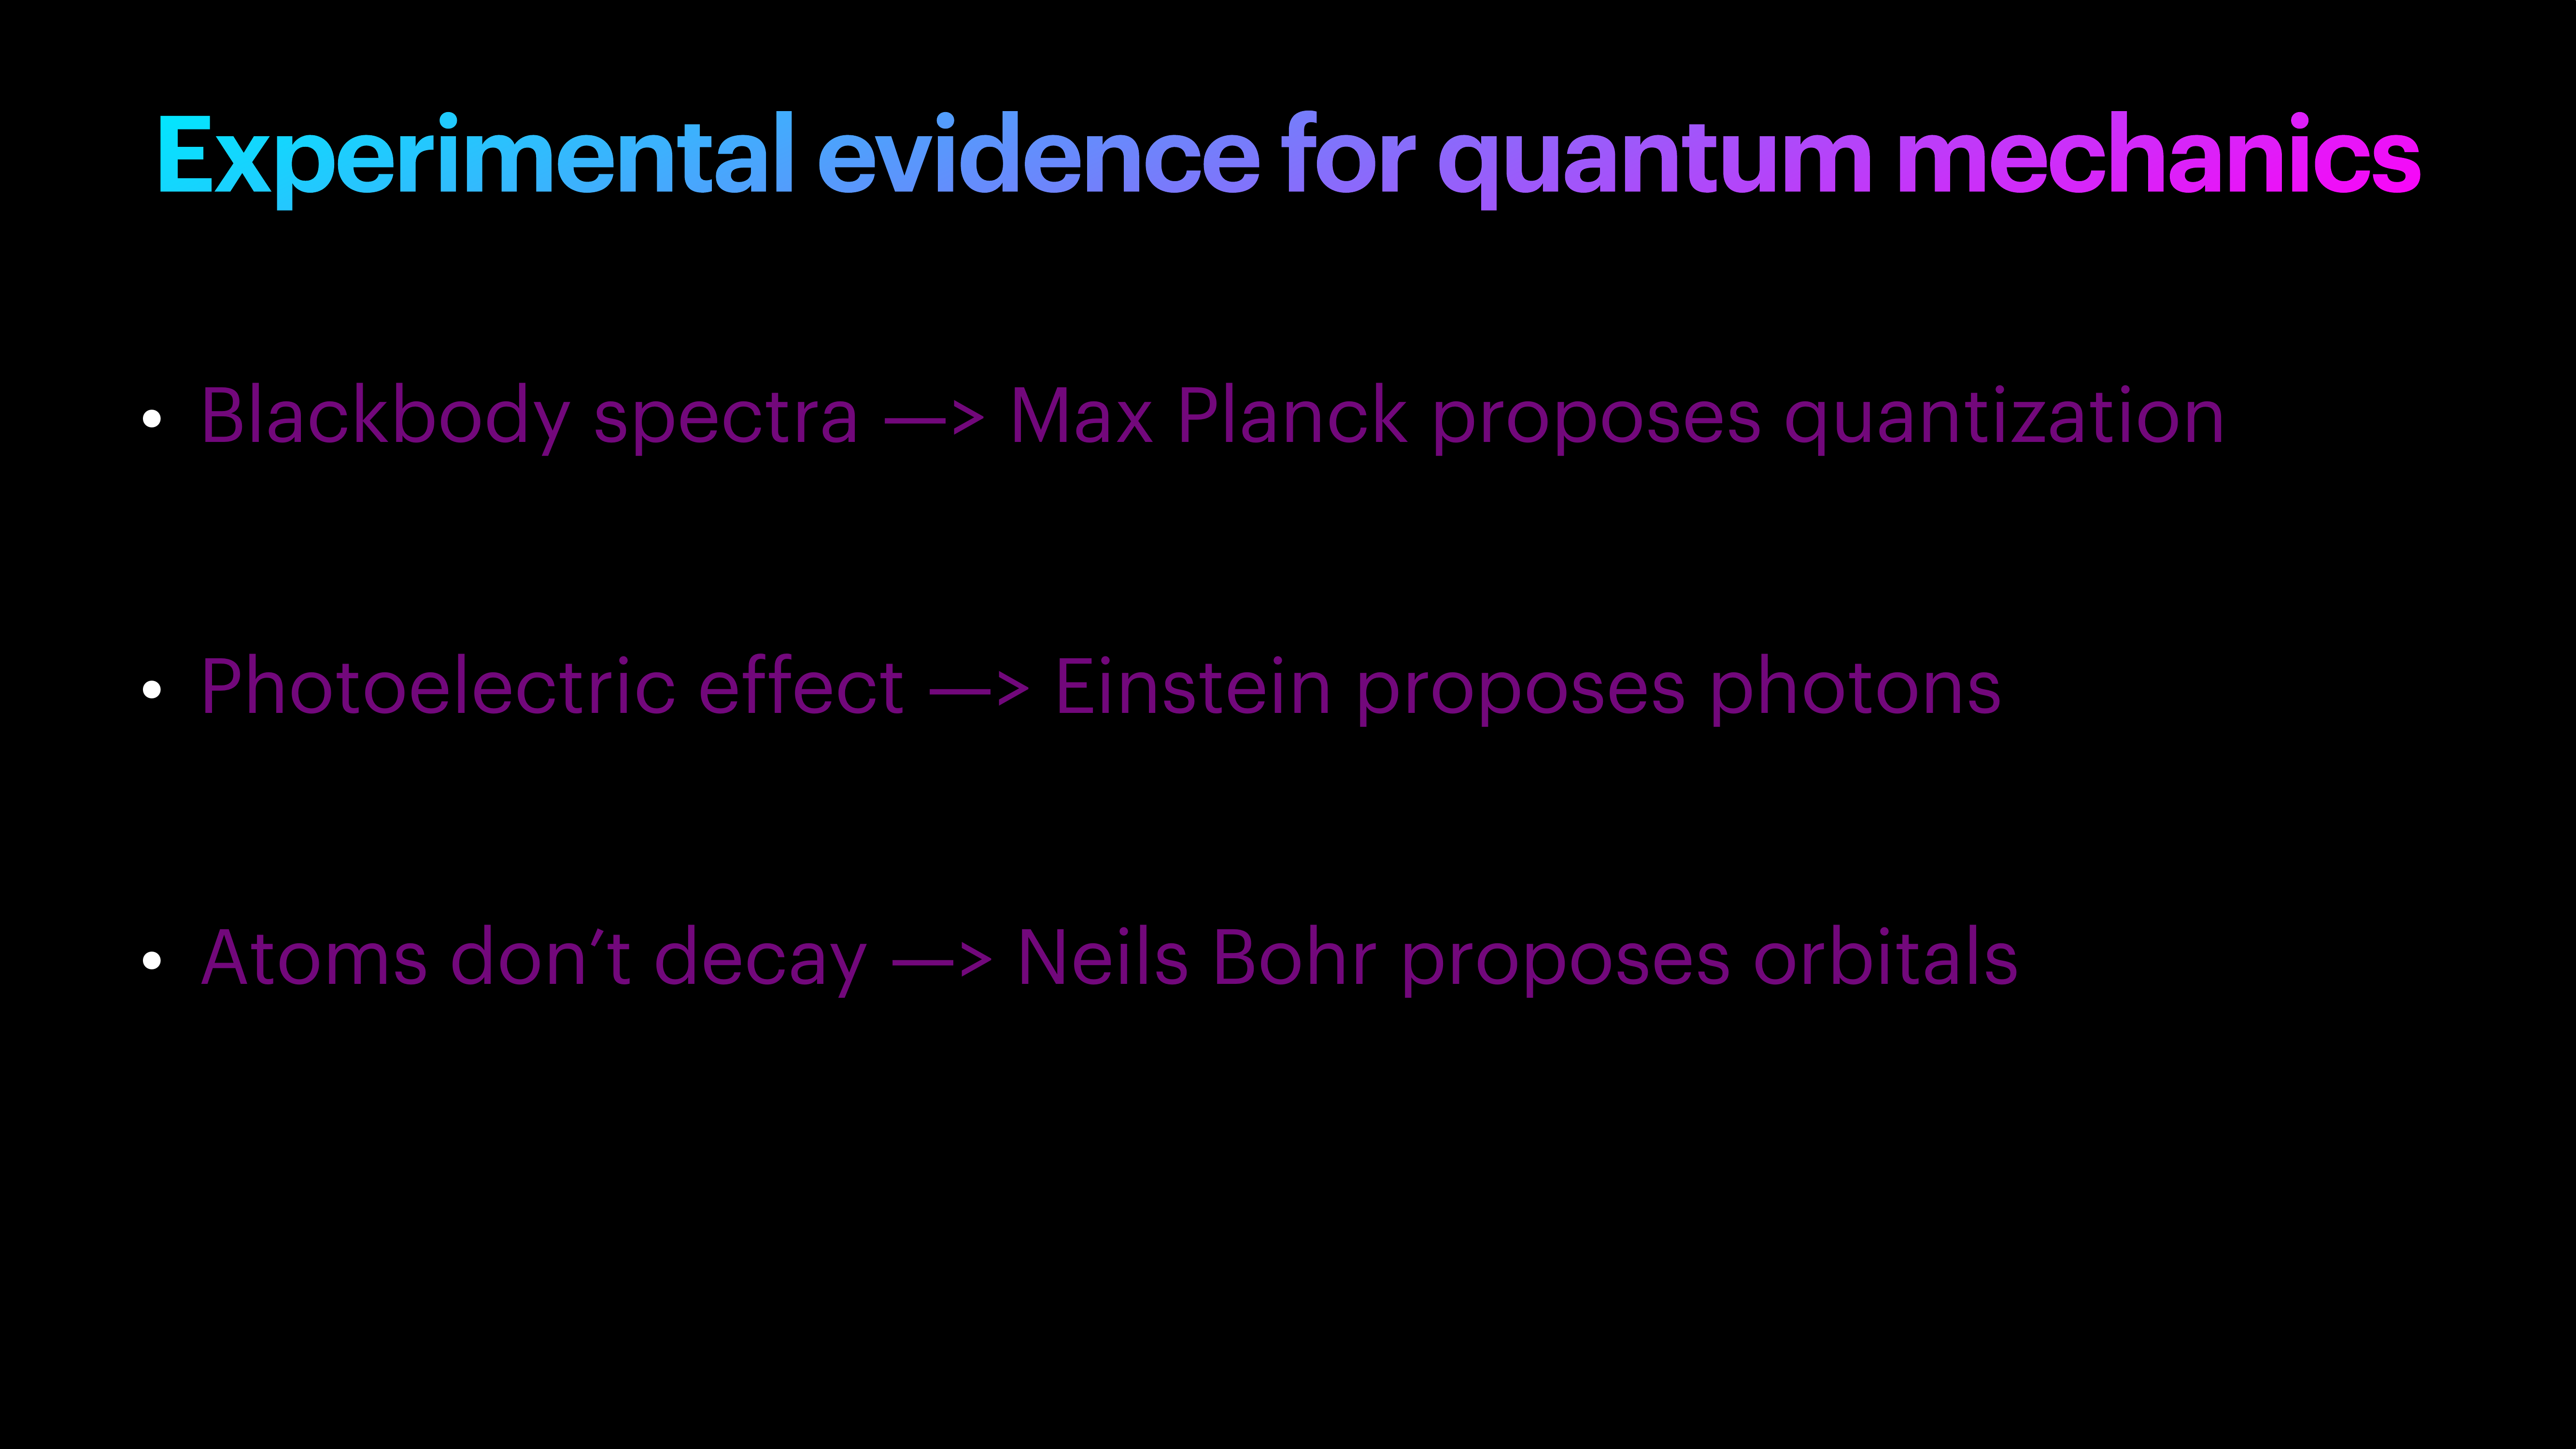 Experimental evidence for quantum mechanics
• Blackbody spectra —> Max Planck proposes quantization
• Photoelectric effect —> Einstein proposes photons
• Atoms don’t decay —> Neils Bohr proposes orbitals